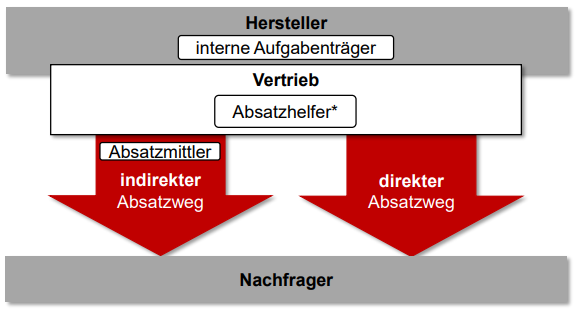 Hersteller
interne Aufgabenträger
Vertrieb
Absatzhelfer*
Absatzmittler
indirekter
Absatzweg
direkter
Absatzweg
Nachfrager